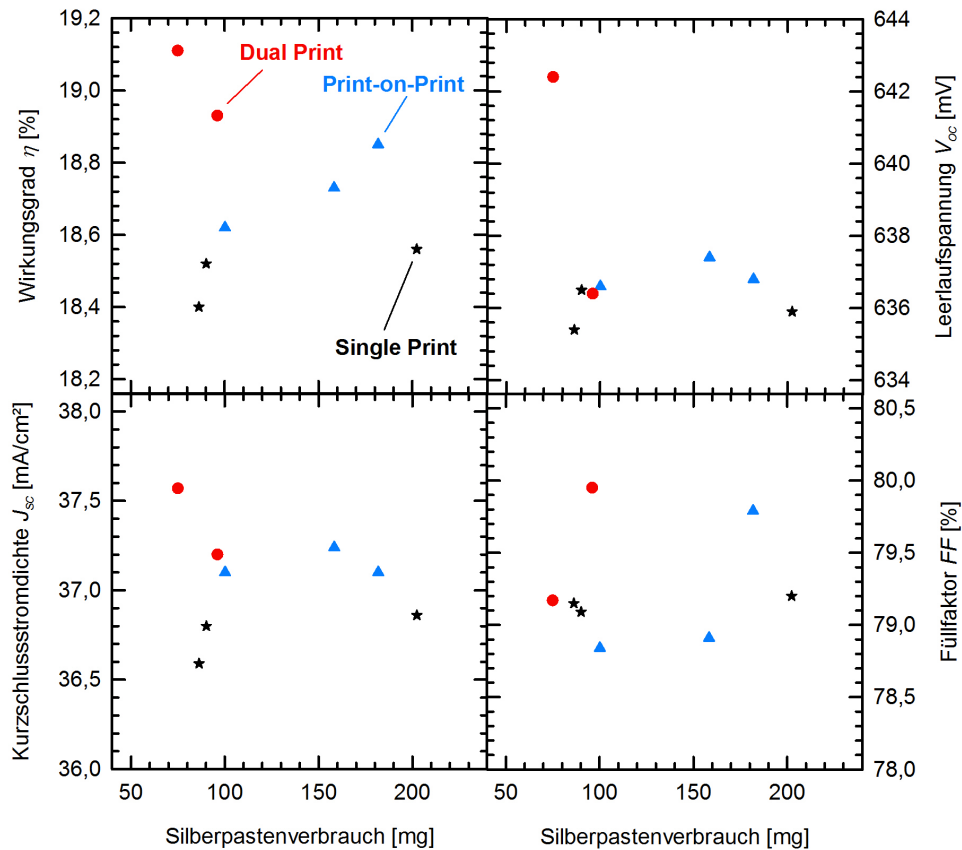 19,2
19,0
18,8
18,6
18,4
18,2
Wirkungsgrad η [%]
Dual Print
Print-on-Print
Single Print
644
642
640
638
636
634
Leerlaufspannung Voc [mV]
38,0
37,5
37,0
36,5
36,0
Kurzschlussstromdichte Jsc [mA/cm²]
80,5
80,0
79,5
79,0
78,5
78,0
Füllfaktor FF [%]
50 100 150 200
50 100 150 200
Silberpastenverbrauch [mg]
Silberpastenverbrauch [mg]